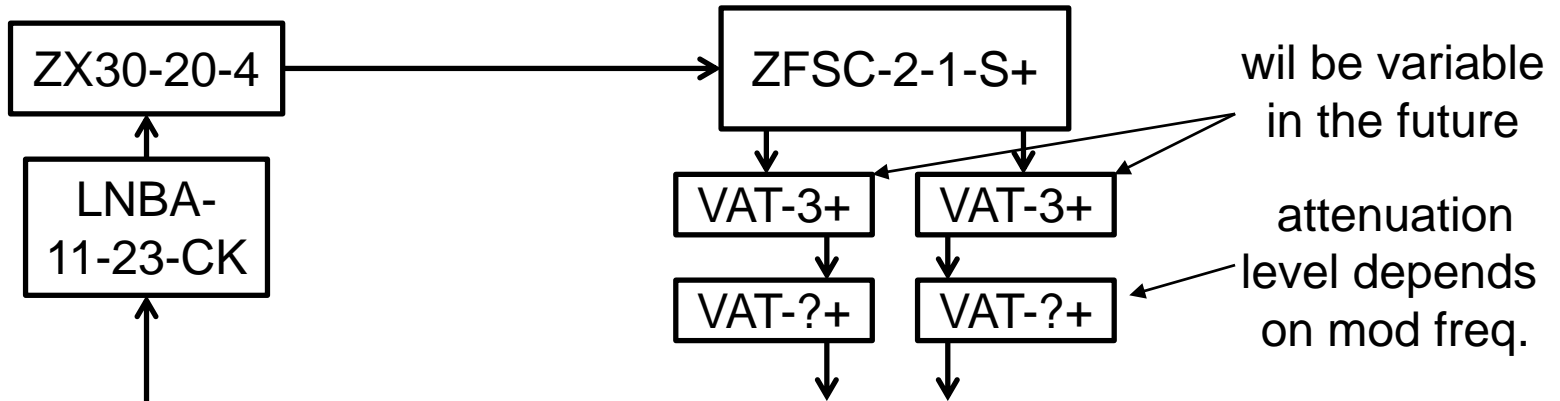 ZX30-20-4
ZFSC-2-1-S+
wil be variable
in the future
LNBA-
11-23-CK
VAT-3+
VAT-3+
attenuation
level depends
on mod freq.
VAT-?+
VAT-?+